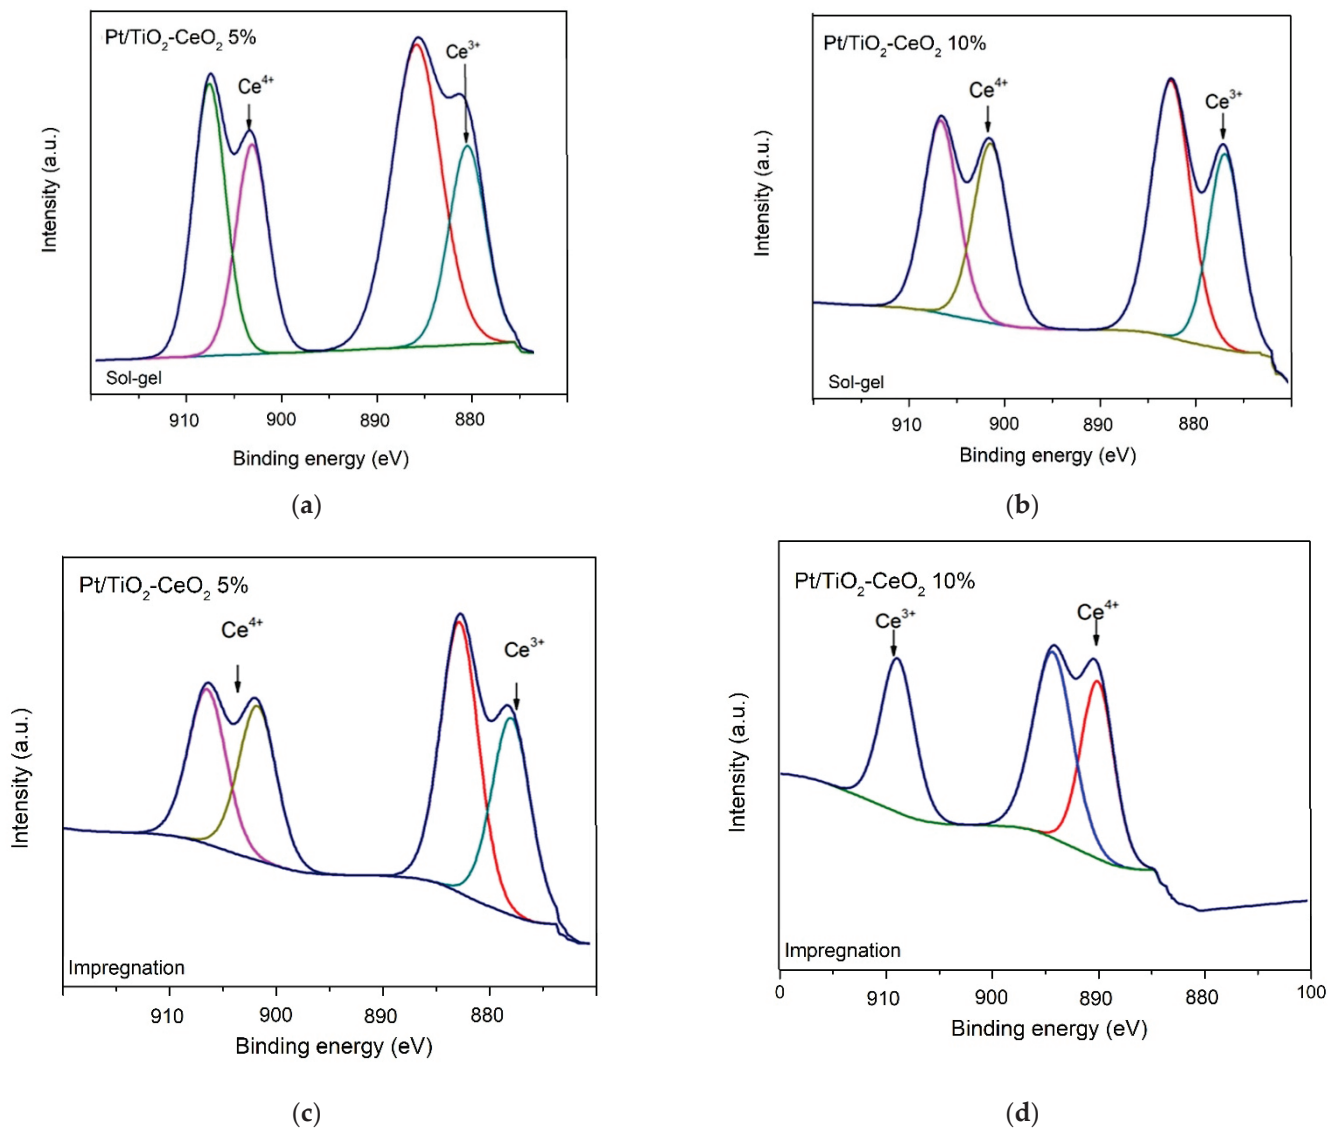 Pt/TiO2-CeO2 5%
Ce4+
Ce3+
Intensity (a.u.)
Sol-gel
910 900 890 880
Binding energy (eV)
(a)
Pt/TiO2-CeO2 10%
Ce4+
Ce3+
Intensity (a.u.)
Sol-gel
910 900 890 880
Binding energy (eV)
(b)
Pt/TiO2-CeO2 5%
Ce4+
Ce3+
Intensity (a.u.)
Impregnation
910 900 890 880
Binding energy (eV)
(c)
Pt/TiO2-CeO2 10%
Ce3+
Ce4+
Intensity (a.u.)
Impregnation
0 910 900 890 880 100
Binding energy (eV)
(d)